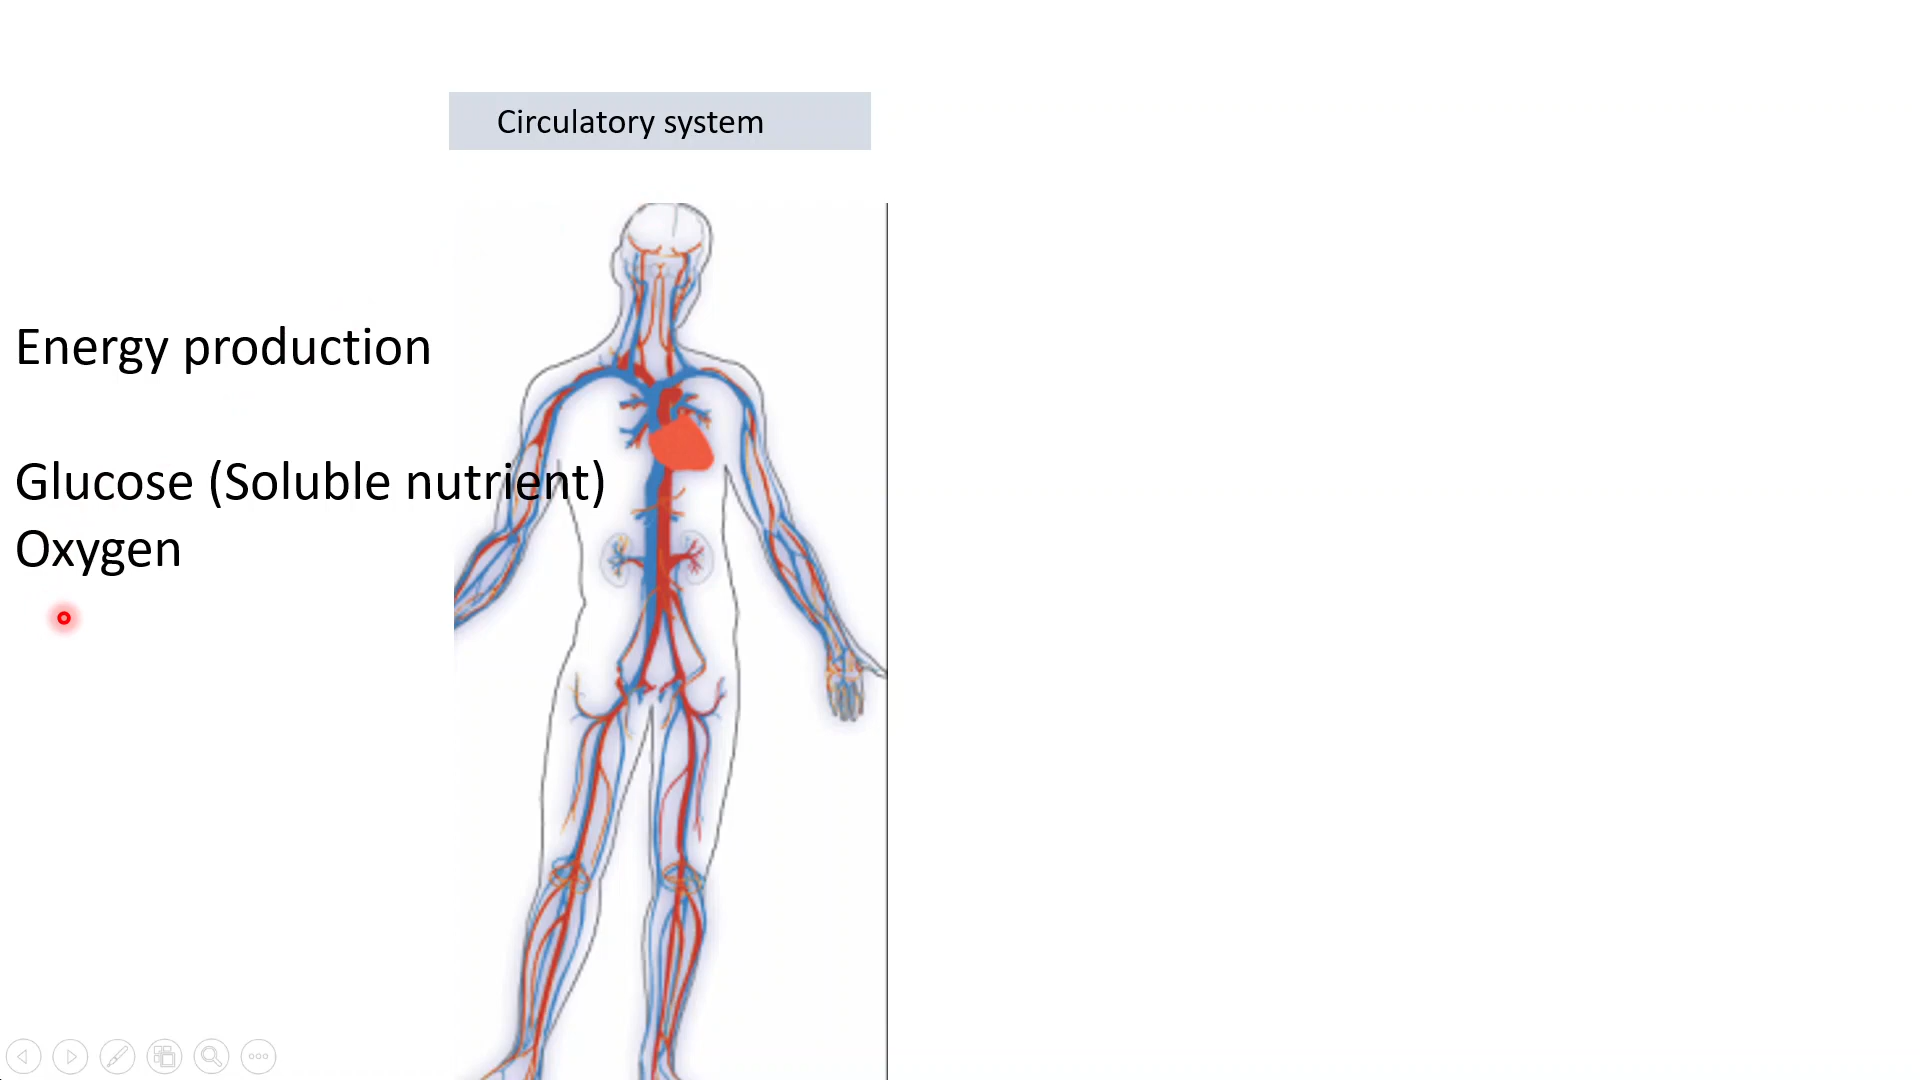 Circulatory system
Energy production
Glucose (Soluble nutrient)
Oxygen